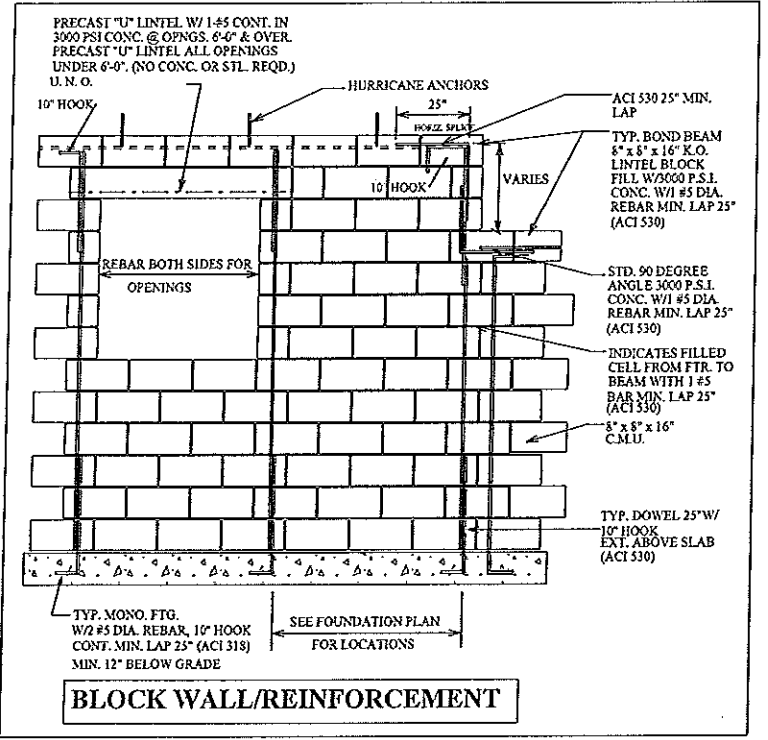 PRECAST "U" LINTEL W/ 1-#5 CONT. IN
3000 PSI CONC. @ OPNGS. 6'-0" & OVER.
PRECAST "U" LINTEL ALL OPENINGS
UNDER 6'-0". (NO CONC. OR STL. REQD.)
U. N. O.
10" HOOK
HURRICANE ANCHORS
25"
HORIZ. SPLICE
10" HOOK
VARIES
ACI 530 25" MIN.
LAP
TYP. BOND BEAM
8" x 8" x 16" K.O.
LINTEL BLOCK
FILL W/3000 P.S.I.
CONC. W/1 #5 DIA.
REBAR MIN. LAP 25"
(ACI 530)
REBAR BOTH SIDES FOR
OPENINGS
STD. 90 DEGREE
ANGLE 3000 P.S.I.
CONC. W/1 #5 DIA.
REBAR MIN. LAP 25"
(ACI 530)
INDICATES FILLED
CELL FROM FTR. TO
BEAM WITH 1 #5
BAR MIN. LAP 25"
(ACI 530)
8" x 8" x 16"
C.M.U.
TYP. DOWEL 25" W/
10" HOOK
EXT. ABOVE SLAB
(ACI 530)
TYP. MONO. FTG.
W/2 #5 DIA. REBAR, 10" HOOK
CONT. MIN. LAP 25" (ACI 318)
MIN. 12" BELOW GRADE
SEE FOUNDATION PLAN
FOR LOCATIONS
BLOCK WALL/REINFORCEMENT